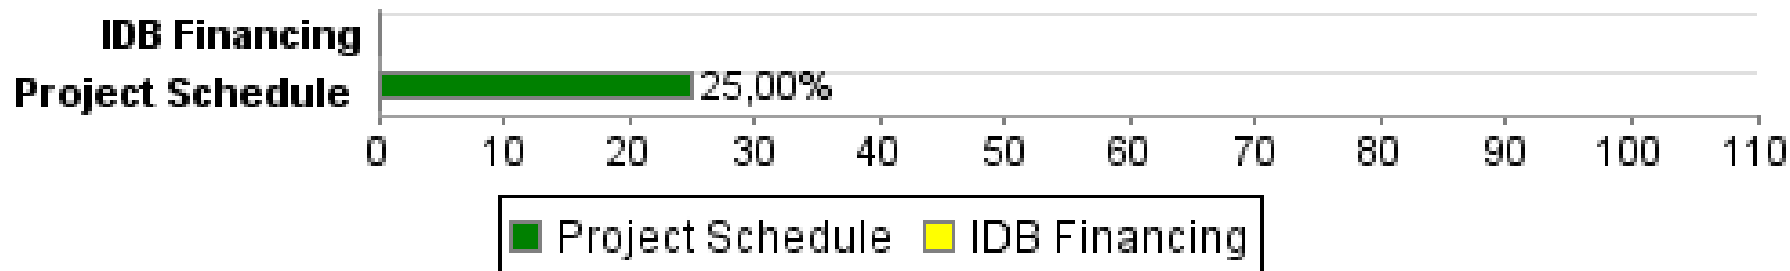 IDB Financing
Project Schedule 25,00%
0 10 20 30 40 50 60 70 80 90 100 110
Project Schedule IDB Financing